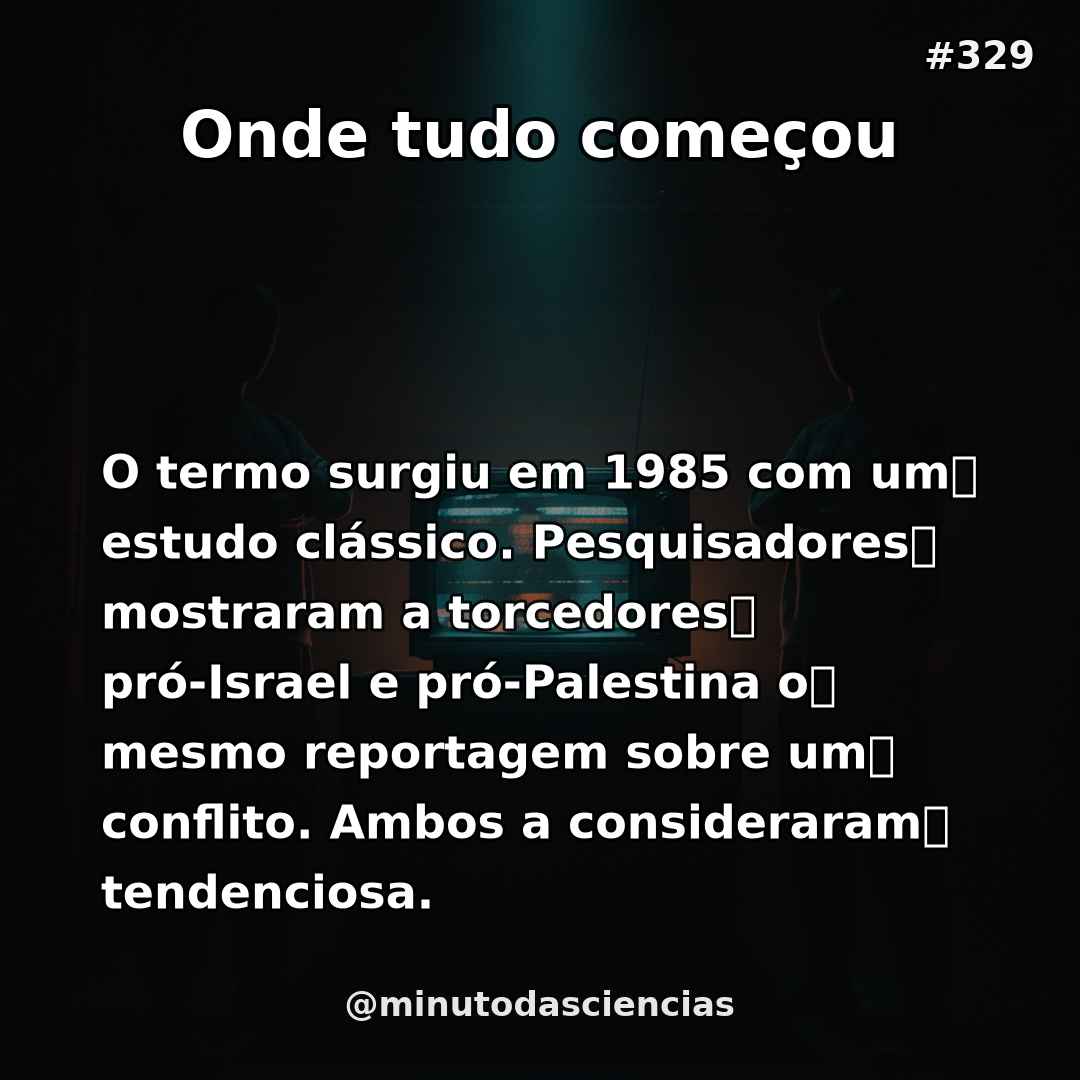 #329
Onde tudo começou
O termo surgiu em 1985 com um▯
estudo clássico. Pesquisadores▯
mostraram a torcedores▯
pró-Israel e pró-Palestina o▯
mesmo reportagem sobre um▯
conflito. Ambos a consideraram▯
tendenciosa.
@minutodasciencias